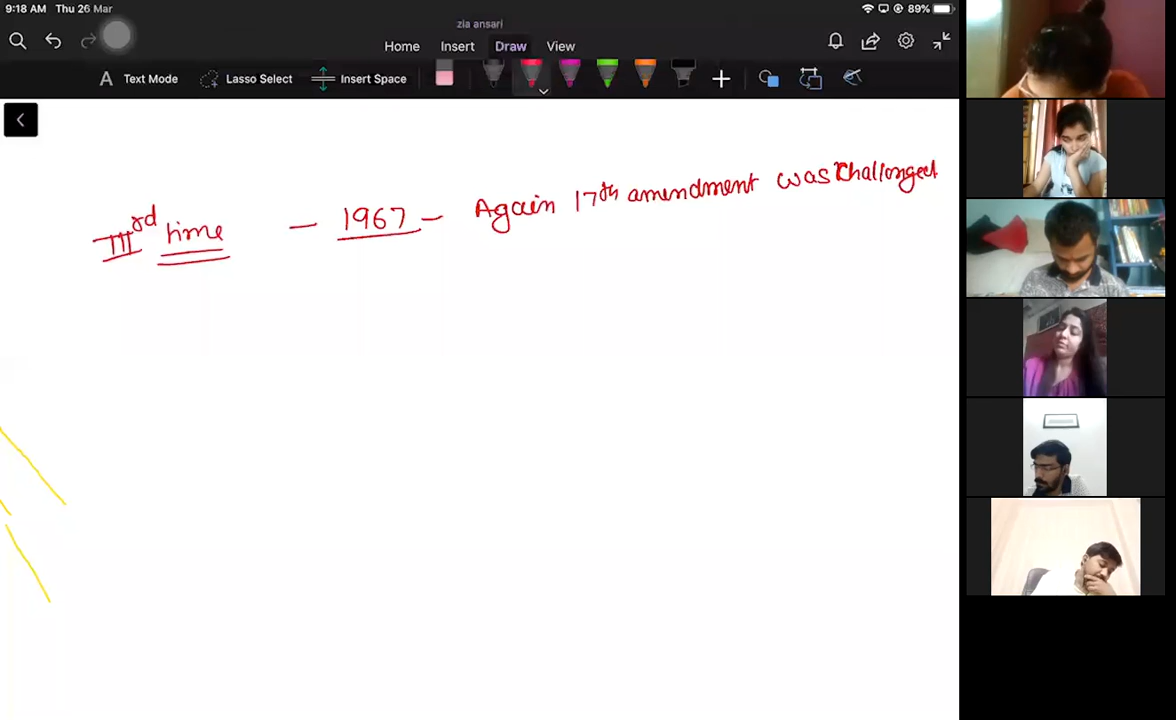 9:18 AM Thu 26 Mar
89%
zia ansari
Home Insert Draw View
Text Mode Lasso Select Insert Space
IIIrd time – 1967 – Again 17th amendment was challenged